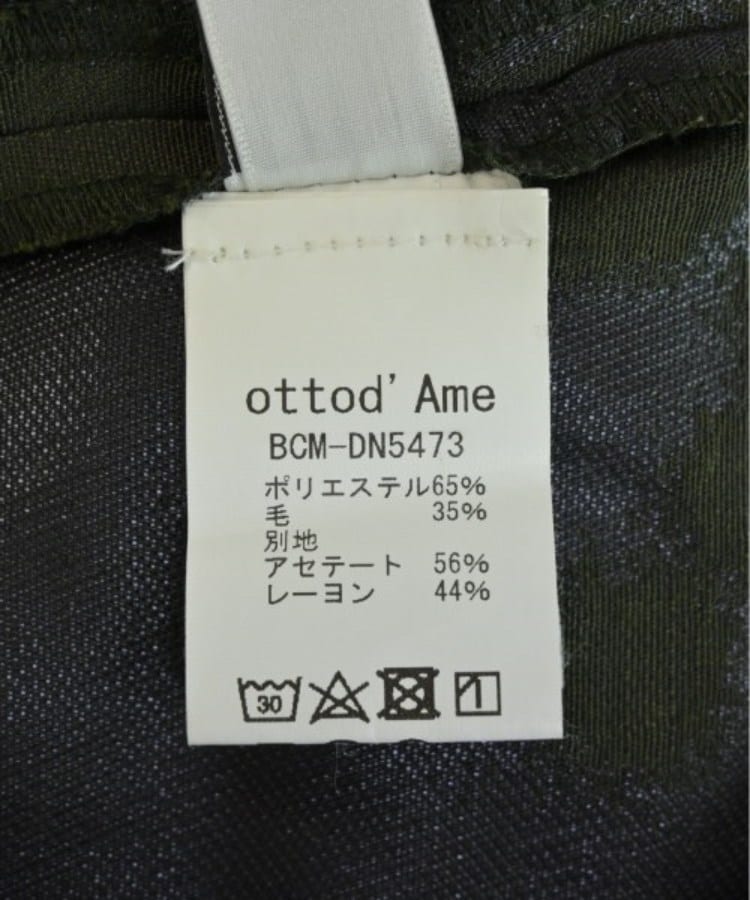 ottod'Ame
BCM-DN5473
ポリエステル65%
毛 35%
別地
アセテート 56%
レーヨン 44%
30